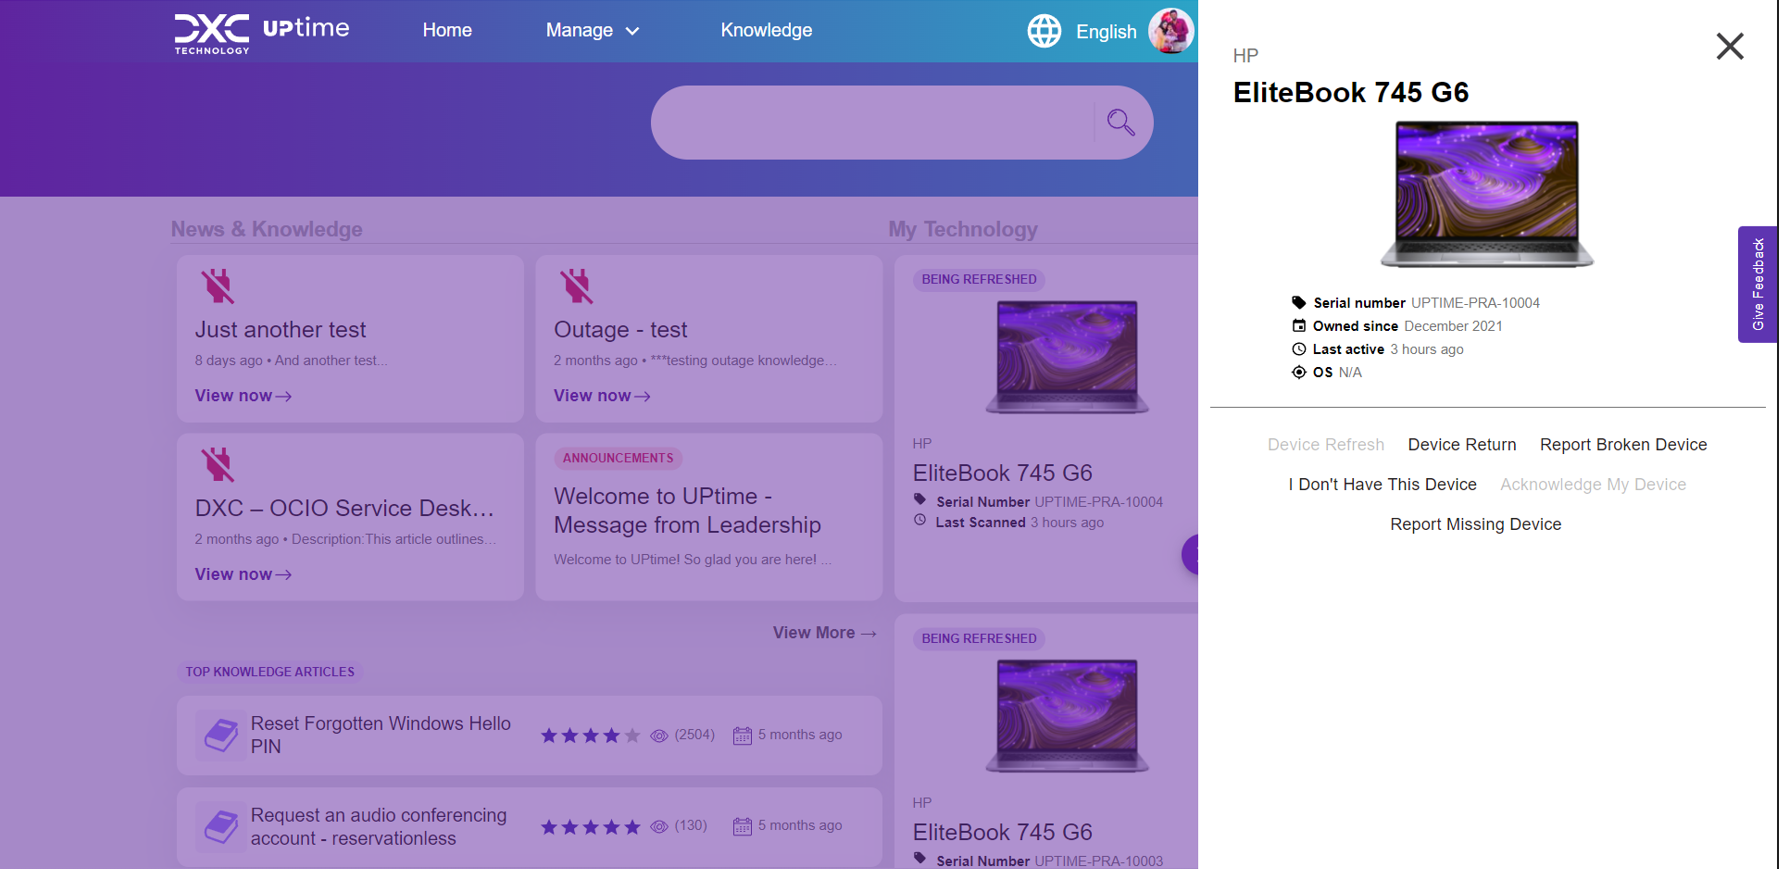 DXC TECHNOLOGY UPtime
Home
Manage
Knowledge
English
News & Knowledge
Just another test
8 days ago • And another test...
View now→
Outage - test
2 months ago • ***testing outage knowledge...
View now→
DXC – OCIO Service Desk...
2 months ago • Description:This article outlines...
View now→
ANNOUNCEMENTS
Welcome to UPtime -
Message from Leadership
Welcome to UPtime! So glad you are here! ...
View More →
TOP KNOWLEDGE ARTICLES
Reset Forgotten Windows Hello
PIN
(2504)
5 months ago
Request an audio conferencing
account - reservationless
(130)
5 months ago
My Technology
BEING REFRESHED
HP
EliteBook 745 G6
Serial Number UPTIME-PRA-10004
Last Scanned 3 hours ago
BEING REFRESHED
HP
EliteBook 745 G6
Serial Number UPTIME-PRA-10003
HP
EliteBook 745 G6
Serial number UPTIME-PRA-10004
Owned since December 2021
Last active 3 hours ago
OS N/A
Device Refresh Device Return Report Broken Device
I Don't Have This Device Acknowledge My Device
Report Missing Device
Give Feedback